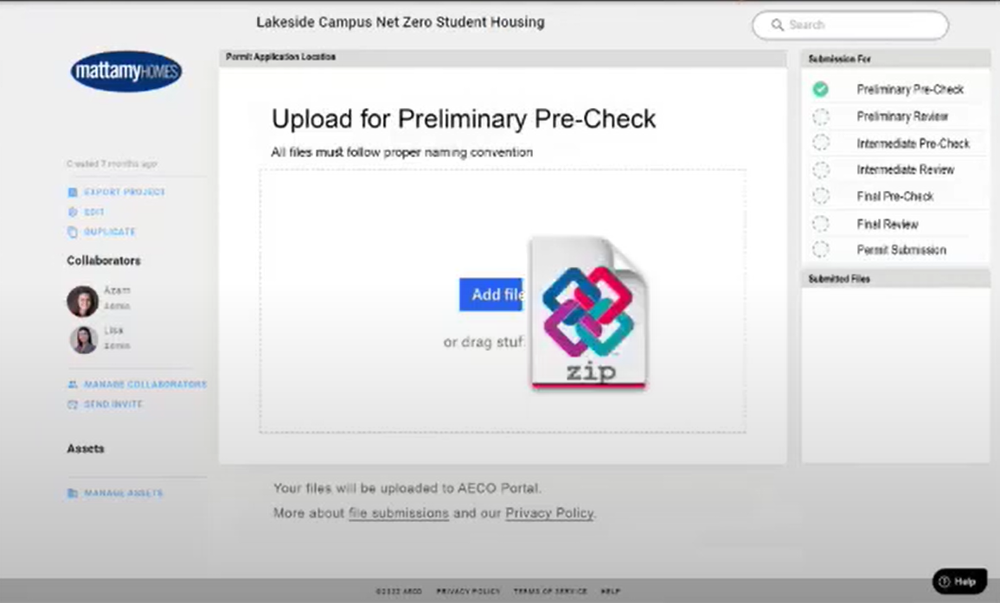 Lakeside Campus Net Zero Student Housing
Search
mattamyHOMES
Permit Application Location
Submission For
Upload for Preliminary Pre-Check
All files must follow proper naming convention
Preliminary Pre-Check
Preliminary Review
Intermediate Pre-Check
Intermediate Review
Final Pre-Check
Final Review
Permit Submission
Submitted Files
Created 7 months ago
EXPORT PROJECT
EDIT
DUPLICATE
Collaborators
Azam
Admin
Lisa
Admin
MANAGE COLLABORATORS
SEND INVITE
Assets
MANAGE ASSETS
Add file
or drag stuf
zip
Your files will be uploaded to AECO Portal.
More about file submissions and our Privacy Policy.
©2022 AECO PRIVACY POLICY TERMS OF SERVICE HELP
Help